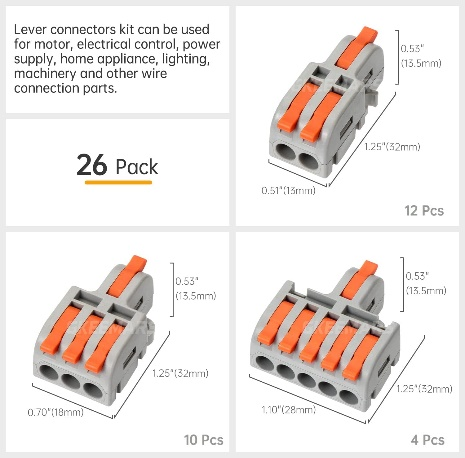 Lever connectors kit can be used
for motor, electrical control, power
supply, home appliance, lighting,
machinery and other wire
connection parts.
26 Pack
0.53"
(13.5mm)
1.25"(32mm)
0.51"(13mm)
12 Pcs
0.53"
(13.5mm)
1.25"(32mm)
0.70"(18mm)
10 Pcs
0.53"
(13.5mm)
1.25"(32mm)
1.10"(28mm)
4 Pcs